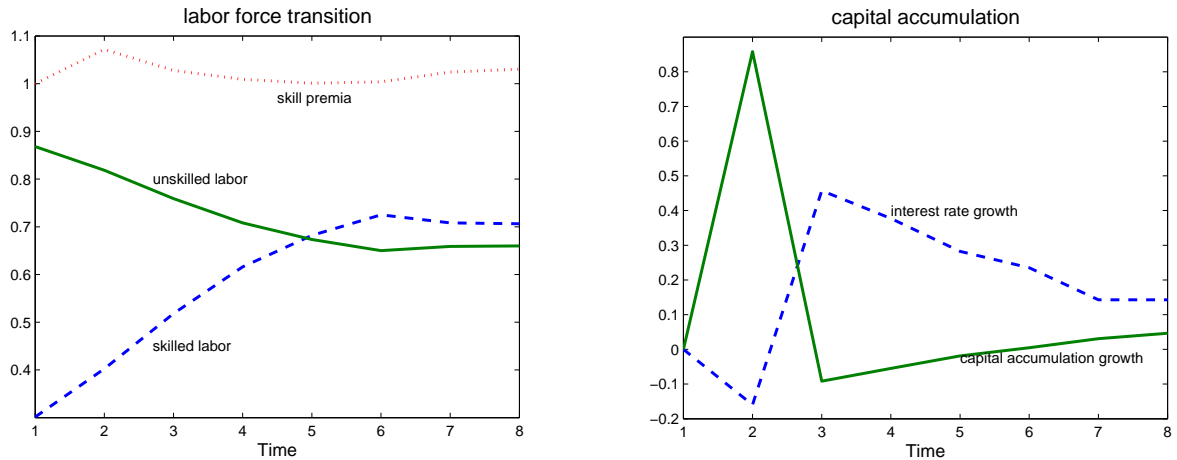 labor force transition
1.1
1
0.9
0.8
0.7
0.6
0.5
0.4
skill premia
unskilled labor
skilled labor
1 2 3 4 5 6 7 8
Time
capital accumulation
0.8
0.7
0.6
0.5
0.4
0.3
0.2
0.1
0
−0.1
−0.2
interest rate growth
capital accumulation growth
1 2 3 4 5 6 7 8
Time